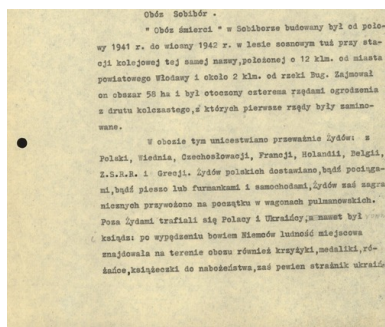 Obóz Sobibór .
" Obóz śmierci " w Sobiborze budowany był od poło-
wy 1941 r. do wiosny 1942 r. w lesie sosnowym tuż przy sta-
cji kolejowej tej samej nazwy,położonej o 12 klm. od miasta
powiatowego Włodawy i około 2 klm. od rzeki Bug. Zajmował
on obszar 58 ha i był otoczony czterema rzędami ogrodzenia
z drutu kolczastego,z których pierwsze rzędy były zamino-
wane.
W obozie tym unicestwiano przeważnie Żydów: z
Polski, Wiednia, Czechosłowacji, Francji, Holandii, Belgii,
Z.S.R.R. i Grecji. Żydów polskich dostawiano,bądź pociąga-
mi,bądź pieszo lub furmankami i samochodami,Żydów zaś zagra
nicznych przywożono na początku w wagonach pulmanowskich.
Poza Żydami trafiali się Polacy i Ukraińcy,a nawet był
ksiądz: po wypędzeniu bowiem Niemców ludność miejscowa
znajdowała na terenie obozu również krzyżyki,medaliki,ró-
żańce,książeczki do nabożeństwa,zaś pewien strażnik ukraiń-